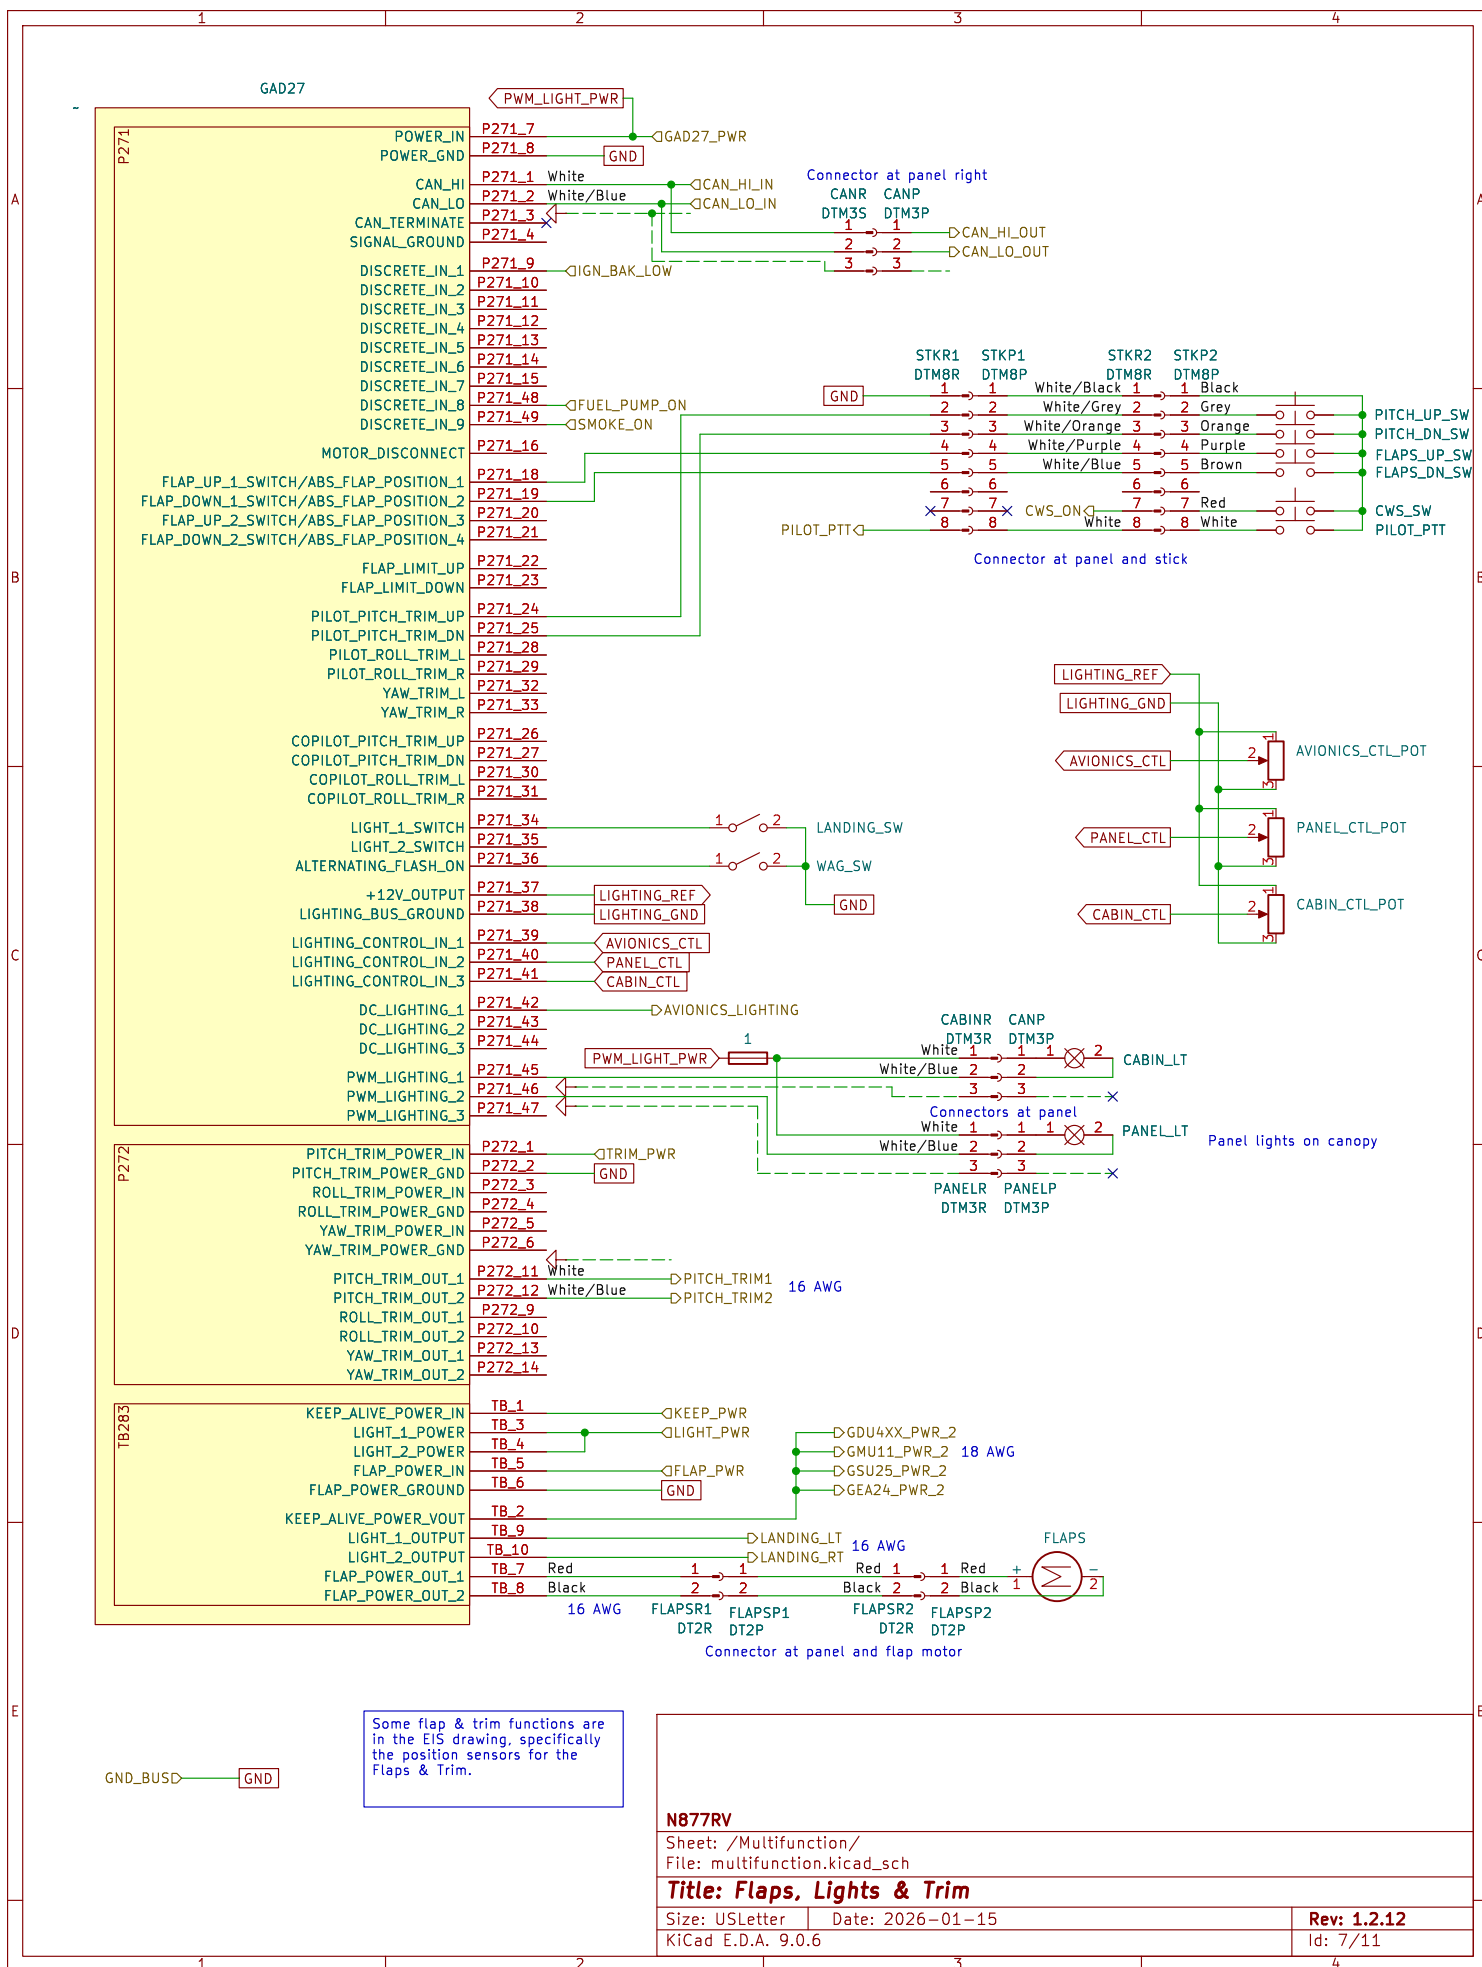 1 2 3 4
A
B
C
D
E
GAD27
~
P271
POWER_IN P271_7
POWER_GND P271_8
CAN_HI P271_1 White
CAN_LO P271_2 White/Blue
CAN_TERMINATE P271_3
SIGNAL_GROUND P271_4
DISCRETE_IN_1 P271_9
DISCRETE_IN_2 P271_10
DISCRETE_IN_3 P271_11
DISCRETE_IN_4 P271_12
DISCRETE_IN_5 P271_13
DISCRETE_IN_6 P271_14
DISCRETE_IN_7 P271_15
DISCRETE_IN_8 P271_48
DISCRETE_IN_9 P271_49
MOTOR_DISCONNECT P271_16
FLAP_UP_1_SWITCH/ABS_FLAP_POSITION_1 P271_18
FLAP_DOWN_1_SWITCH/ABS_FLAP_POSITION_2 P271_19
FLAP_UP_2_SWITCH/ABS_FLAP_POSITION_3 P271_20
FLAP_DOWN_2_SWITCH/ABS_FLAP_POSITION_4 P271_21
FLAP_LIMIT_UP P271_22
FLAP_LIMIT_DOWN P271_23
PILOT_PITCH_TRIM_UP P271_24
PILOT_PITCH_TRIM_DN P271_25
PILOT_ROLL_TRIM_L P271_28
PILOT_ROLL_TRIM_R P271_29
YAW_TRIM_L P271_32
YAW_TRIM_R P271_33
COPILOT_PITCH_TRIM_UP P271_26
COPILOT_PITCH_TRIM_DN P271_27
COPILOT_ROLL_TRIM_L P271_30
COPILOT_ROLL_TRIM_R P271_31
LIGHT_1_SWITCH P271_34
LIGHT_2_SWITCH P271_35
ALTERNATING_FLASH_ON P271_36
+12V_OUTPUT P271_37
LIGHTING_BUS_GROUND P271_38
LIGHTING_CONTROL_IN_1 P271_39
LIGHTING_CONTROL_IN_2 P271_40
LIGHTING_CONTROL_IN_3 P271_41
DC_LIGHTING_1 P271_42
DC_LIGHTING_2 P271_43
DC_LIGHTING_3 P271_44
PWM_LIGHTING_1 P271_45
PWM_LIGHTING_2 P271_46
PWM_LIGHTING_3 P271_47
P272
PITCH_TRIM_POWER_IN P272_1
PITCH_TRIM_POWER_GND P272_2
ROLL_TRIM_POWER_IN P272_3
ROLL_TRIM_POWER_GND P272_4
YAW_TRIM_POWER_IN P272_5
YAW_TRIM_POWER_GND P272_6
PITCH_TRIM_OUT_1 P272_11 White
PITCH_TRIM_OUT_2 P272_12 White/Blue
ROLL_TRIM_OUT_1 P272_9
ROLL_TRIM_OUT_2 P272_10
YAW_TRIM_OUT_1 P272_13
YAW_TRIM_OUT_2 P272_14
TB283
KEEP_ALIVE_POWER_IN TB_1
LIGHT_1_POWER TB_3
LIGHT_2_POWER TB_4
FLAP_POWER_IN TB_5
FLAP_POWER_GROUND TB_6
KEEP_ALIVE_POWER_VOUT TB_2
LIGHT_1_OUTPUT TB_9
LIGHT_2_OUTPUT TB_10
FLAP_POWER_OUT_1 TB_7 Red
FLAP_POWER_OUT_2 TB_8 Black
PWM_LIGHT_PWR
GAD27_PWR
GND
CAN_HI_IN
CAN_LO_IN
Connector at panel right
CANR CANP
DTM3S DTM3P
1 1 CAN_HI_OUT
2 2 CAN_LO_OUT
3 3
IGN_BAK_LOW
FUEL_PUMP_ON
SMOKE_ON
STKR1 STKP1 STKR2 STKP2
DTM8R DTM8P DTM8R DTM8P
GND 1 1 White/Black 1 1 Black
2 2 White/Grey 2 2 Grey PITCH_UP_SW
3 3 White/Orange 3 3 Orange PITCH_DN_SW
4 4 White/Purple 4 4 Purple FLAPS_UP_SW
5 5 White/Blue 5 5 Brown FLAPS_DN_SW
6 6 6 6
7 7 CWS_ON 7 7 Red CWS_SW
PILOT_PTT 8 8 White 8 8 White PILOT_PTT
Connector at panel and stick
LIGHTING_REF
LIGHTING_GND
1
AVIONICS_CTL 2 AVIONICS_CTL_POT
3
1
PANEL_CTL 2 PANEL_CTL_POT
3
1
CABIN_CTL 2 CABIN_CTL_POT
3
1 2 LANDING_SW
1 2 WAG_SW
GND
LIGHTING_REF
LIGHTING_GND
AVIONICS_CTL
PANEL_CTL
CABIN_CTL
AVIONICS_LIGHTING
CABINR CANP
DTM3R DTM3P
PWM_LIGHT_PWR 1 White 1 1 1 2 CABIN_LT
White/Blue 2 2
3 3
Connectors at panel
White 1 1 1 2 PANEL_LT
White/Blue 2 2
3 3
Panel lights on canopy
PANELR PANELP
DTM3R DTM3P
TRIM_PWR
GND
PITCH_TRIM1
PITCH_TRIM2
16 AWG
KEEP_PWR
LIGHT_PWR
FLAP_PWR
GND
GDU4XX_PWR_2
GMU11_PWR_2
GSU25_PWR_2
GEA24_PWR_2
18 AWG
LANDING_LT
LANDING_RT
16 AWG
FLAPS
1 1 Red 1 1 Red + 1 - 2
2 2 Black 2 2 Black
16 AWG
FLAPSR1 FLAPSP1 FLAPSR2 FLAPSP2
DT2R DT2P DT2R DT2P
Connector at panel and flap motor
Some flap & trim functions are
in the EIS drawing, specifically
the position sensors for the
Flaps & Trim.
GND_BUS GND
N877RV
Sheet: /Multifunction/
File: multifunction.kicad_sch
Title: Flaps, Lights & Trim
Size: USLetter Date: 2026-01-15 Rev: 1.2.12
KiCad E.D.A. 9.0.6 Id: 7/11
1 2 3 4